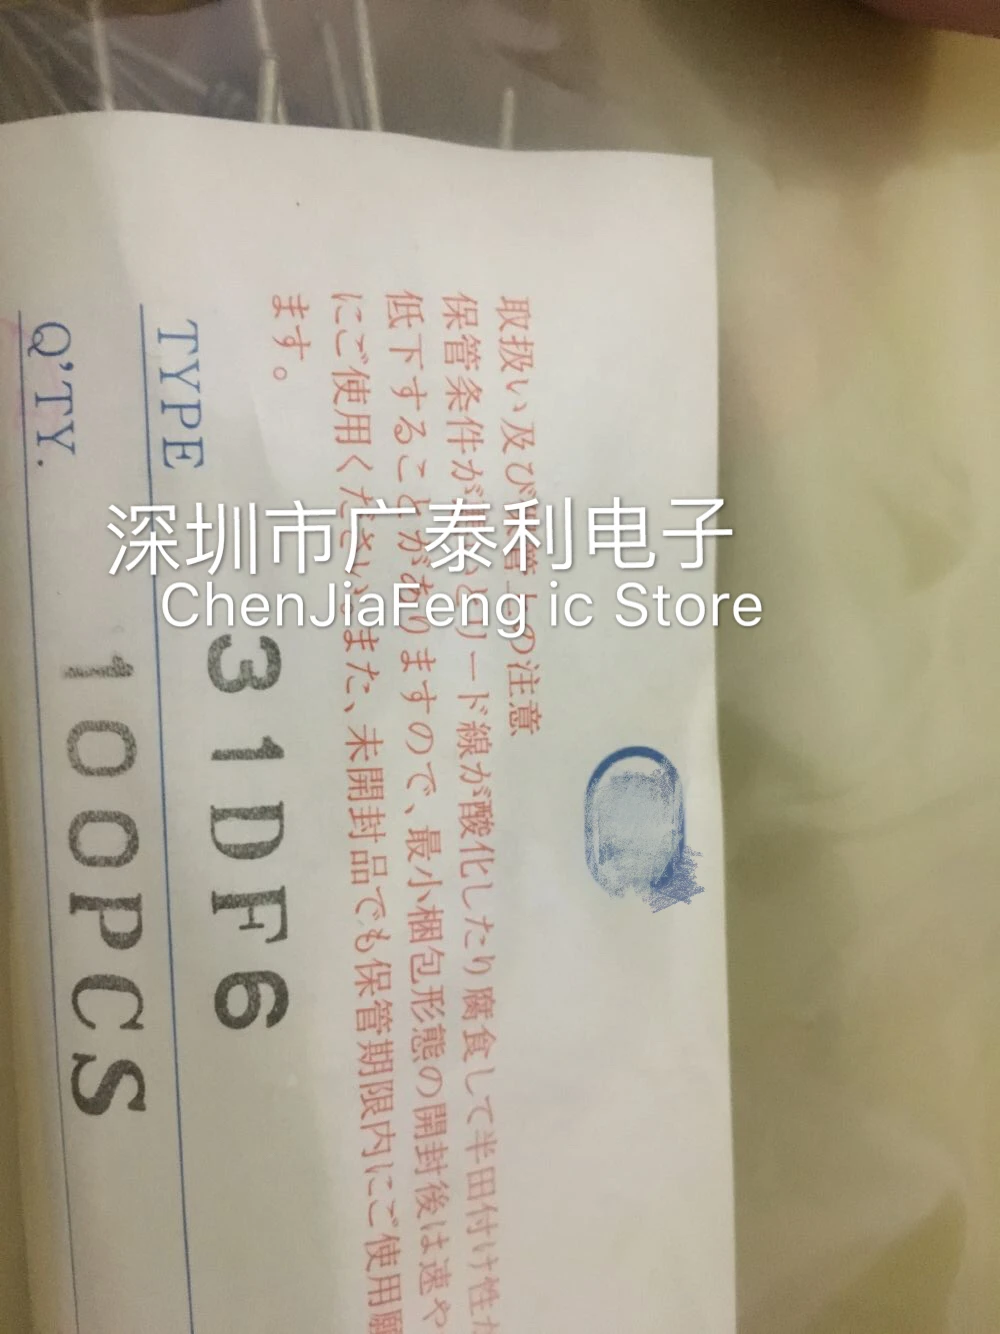 取扱い及び保管上の注意
保管条件が悪いとリード線が酸化したり腐食して半田付け性が
低下することがありますので、最小梱包形態の開封後は速や
にご使用ください。また、未開封品でも保管期限内にご使用願
ます。
TYPE 31DF6
Q'TY. 100PCS
深圳市广泰利电子
ChenJiaFeng ic Store